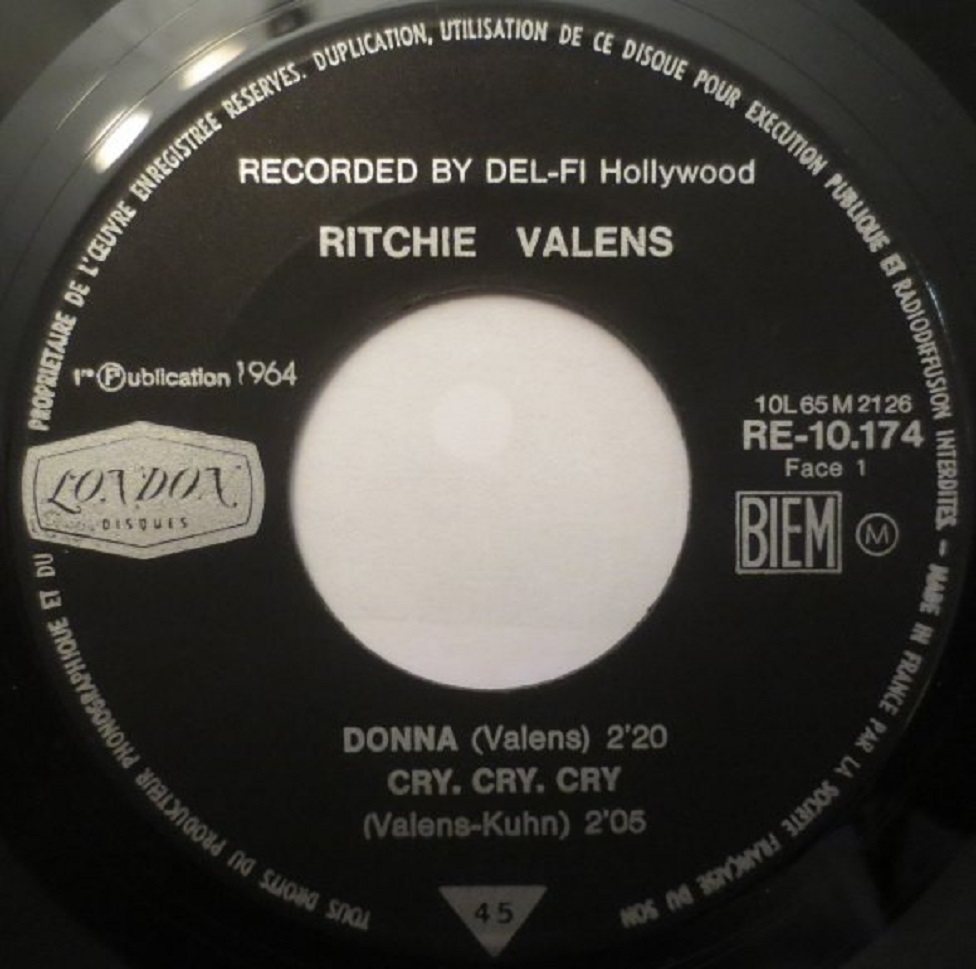 TOUS DROITS DU PRODUKTEUR PHONOGRAPHIQUE ET DU PROPRIETAIRE DE L'ŒUVRE ENREGISTREE RESERVES. DUPLICATION, UTILISATION DE CE DISQUE POUR EXECUTION PUBLIQUE ET RADIODIFFUSION INTERDITES. - MADE IN FRANCE PAR LA SOCIETE FRANÇAISE DU SON
RECORDED BY DEL-FI Hollywood
RITCHIE VALENS
1re Ⓟublication 1964
LONDON
DISQUES
10L 65 M 2126
RE-10.174
Face 1
BIEM Ⓜ
DONNA (Valens) 2'20
CRY. CRY. CRY
(Valens-Kuhn) 2'05
45